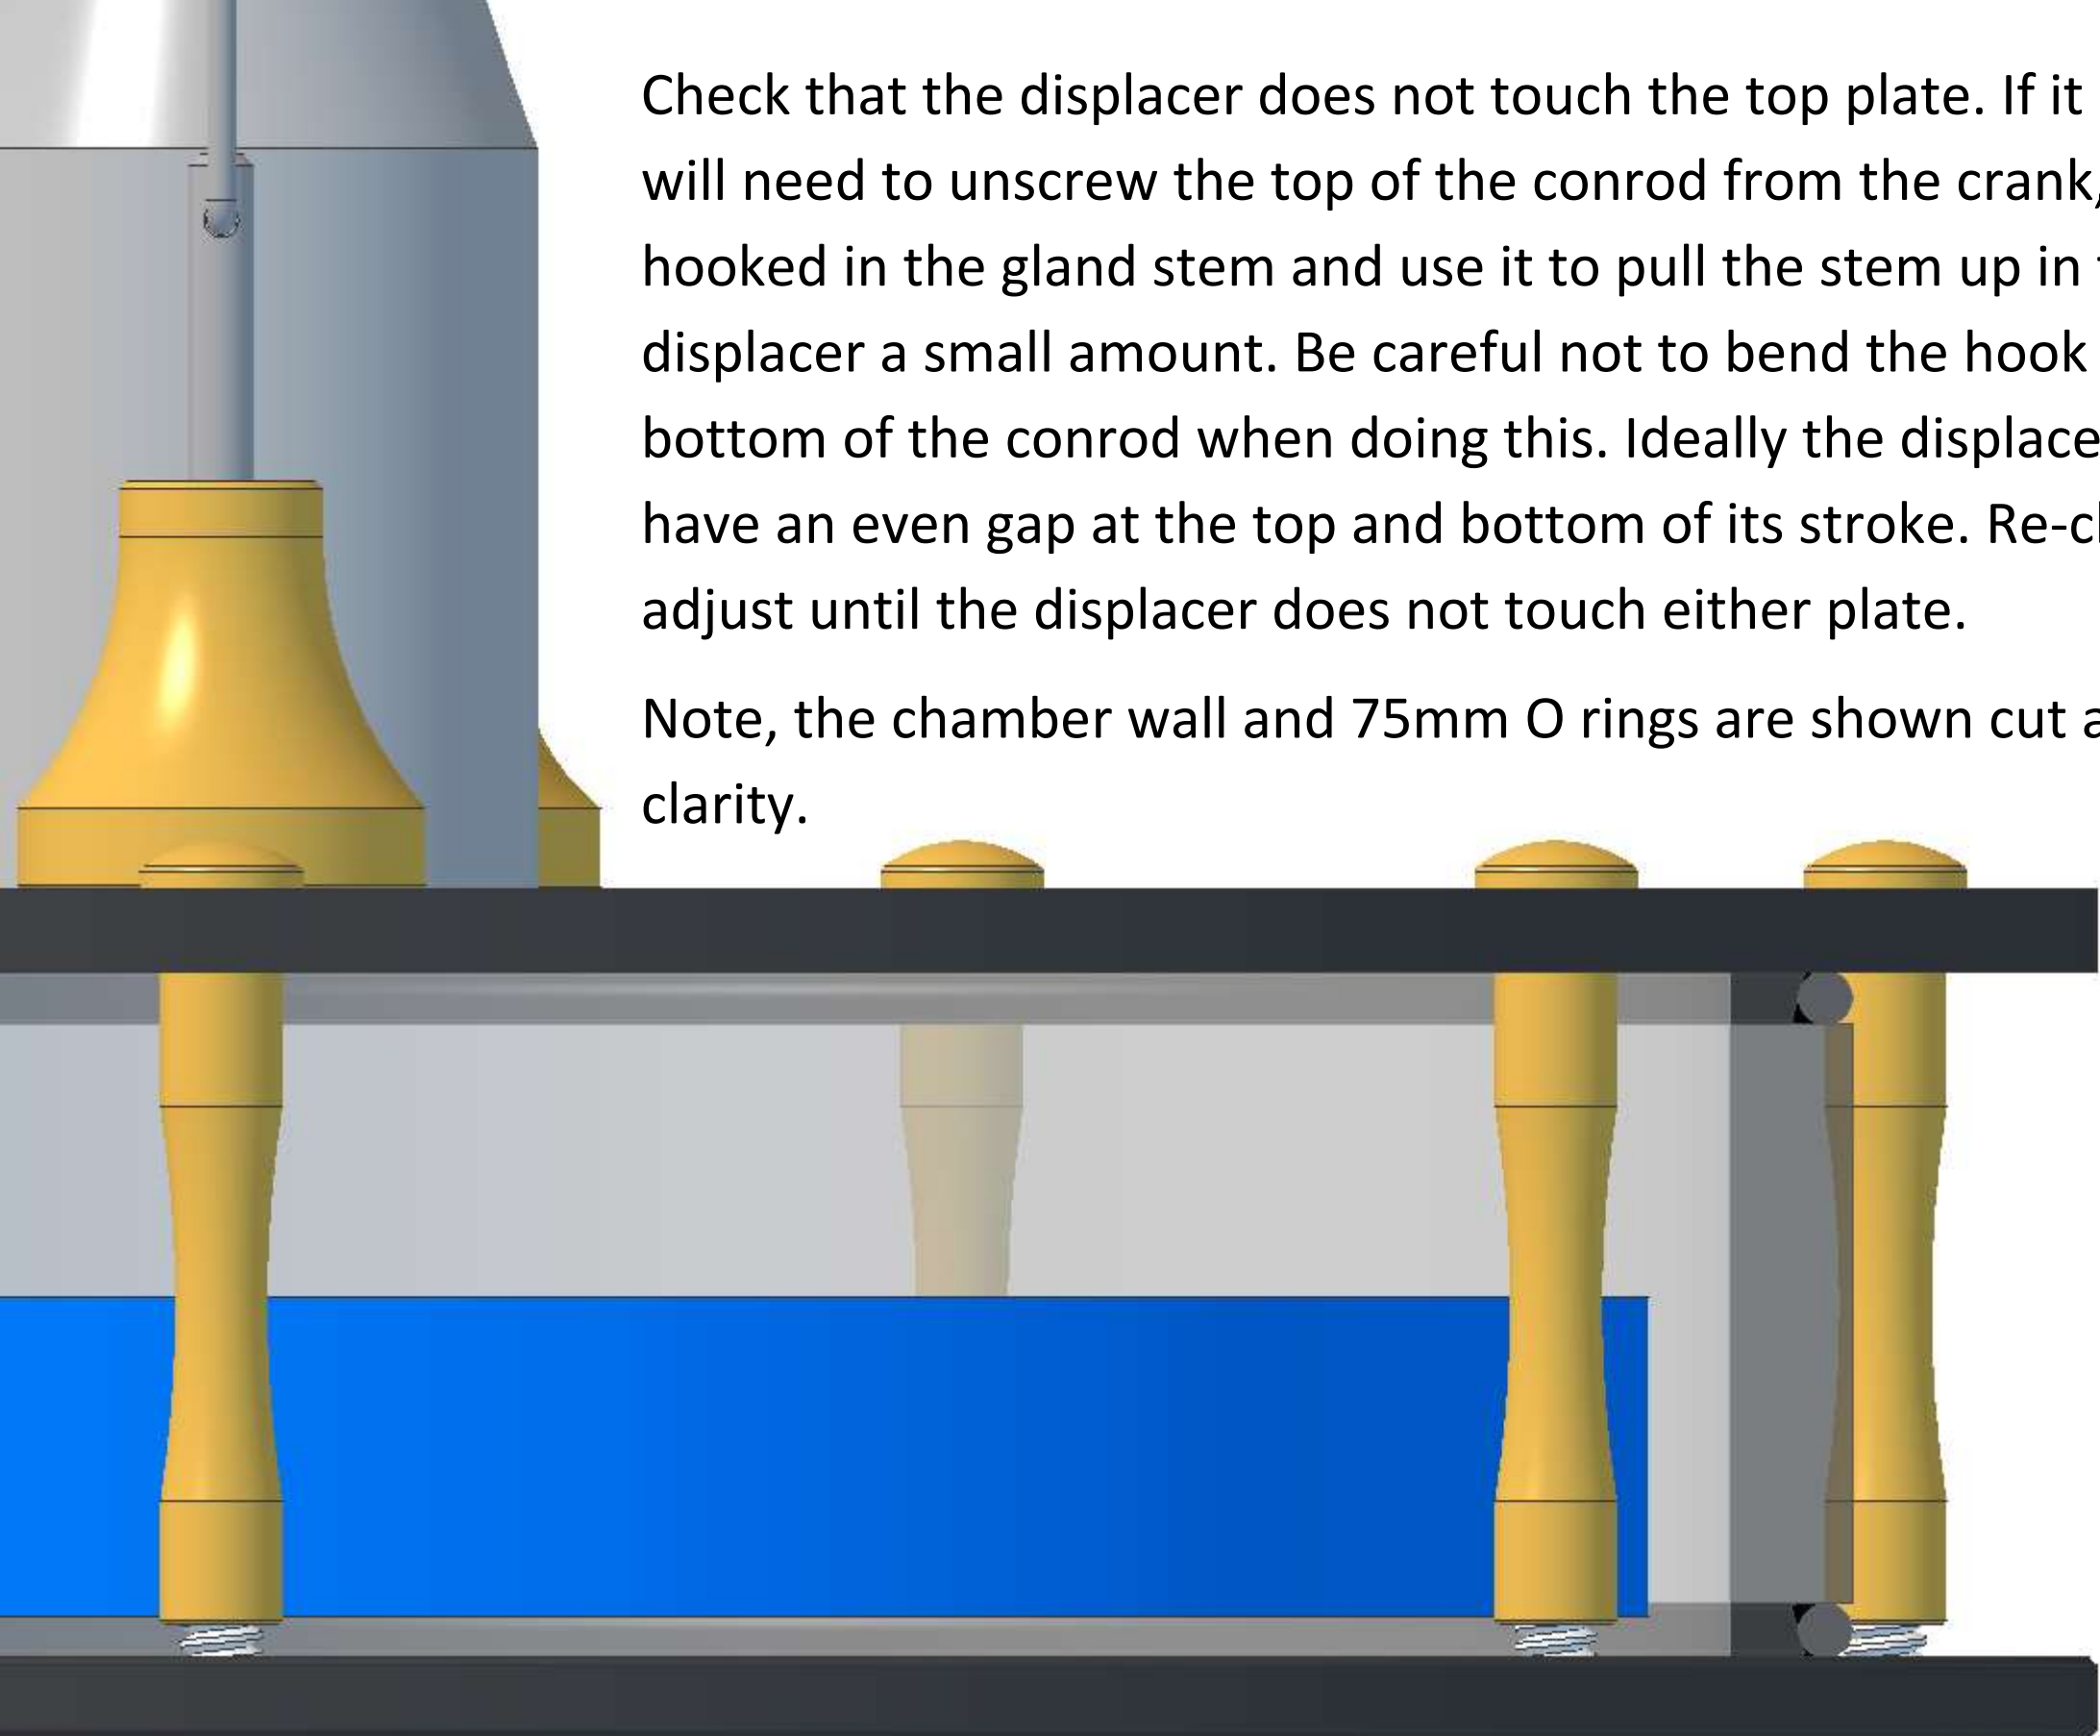 Check that the displacer does not touch the top plate. If it
will need to unscrew the top of the conrod from the crank,
hooked in the gland stem and use it to pull the stem up in
displacer a small amount. Be careful not to bend the hook
bottom of the conrod when doing this. Ideally the
have an even gap at the top and bottom of its stroke.
adjust until the displacer does not touch either plate.
Note, the chamber wall and 75mm O rings are shown cut
clarity.